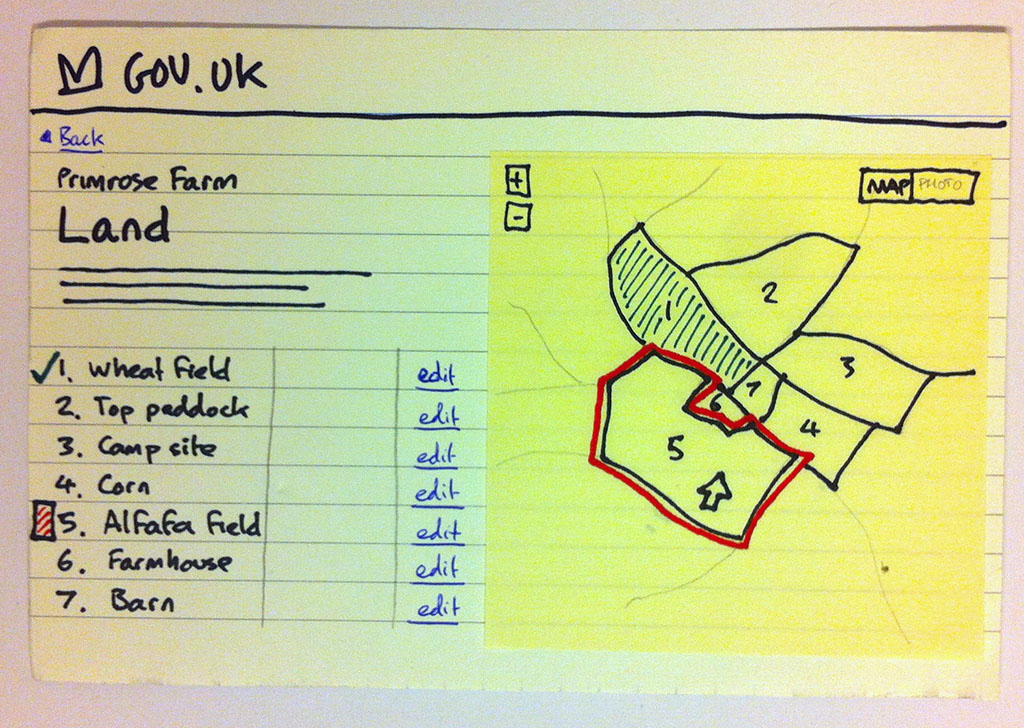 GOV.UK
Back
Primrose Farm
Land
1. Wheat Field edit
2. Top paddock edit
3. Camp site edit
4. Corn edit
5. Alfafa Field edit
6. Farmhouse edit
7. Barn edit
+
-
MAP PHOTO
1
2
3
7
6
4
5